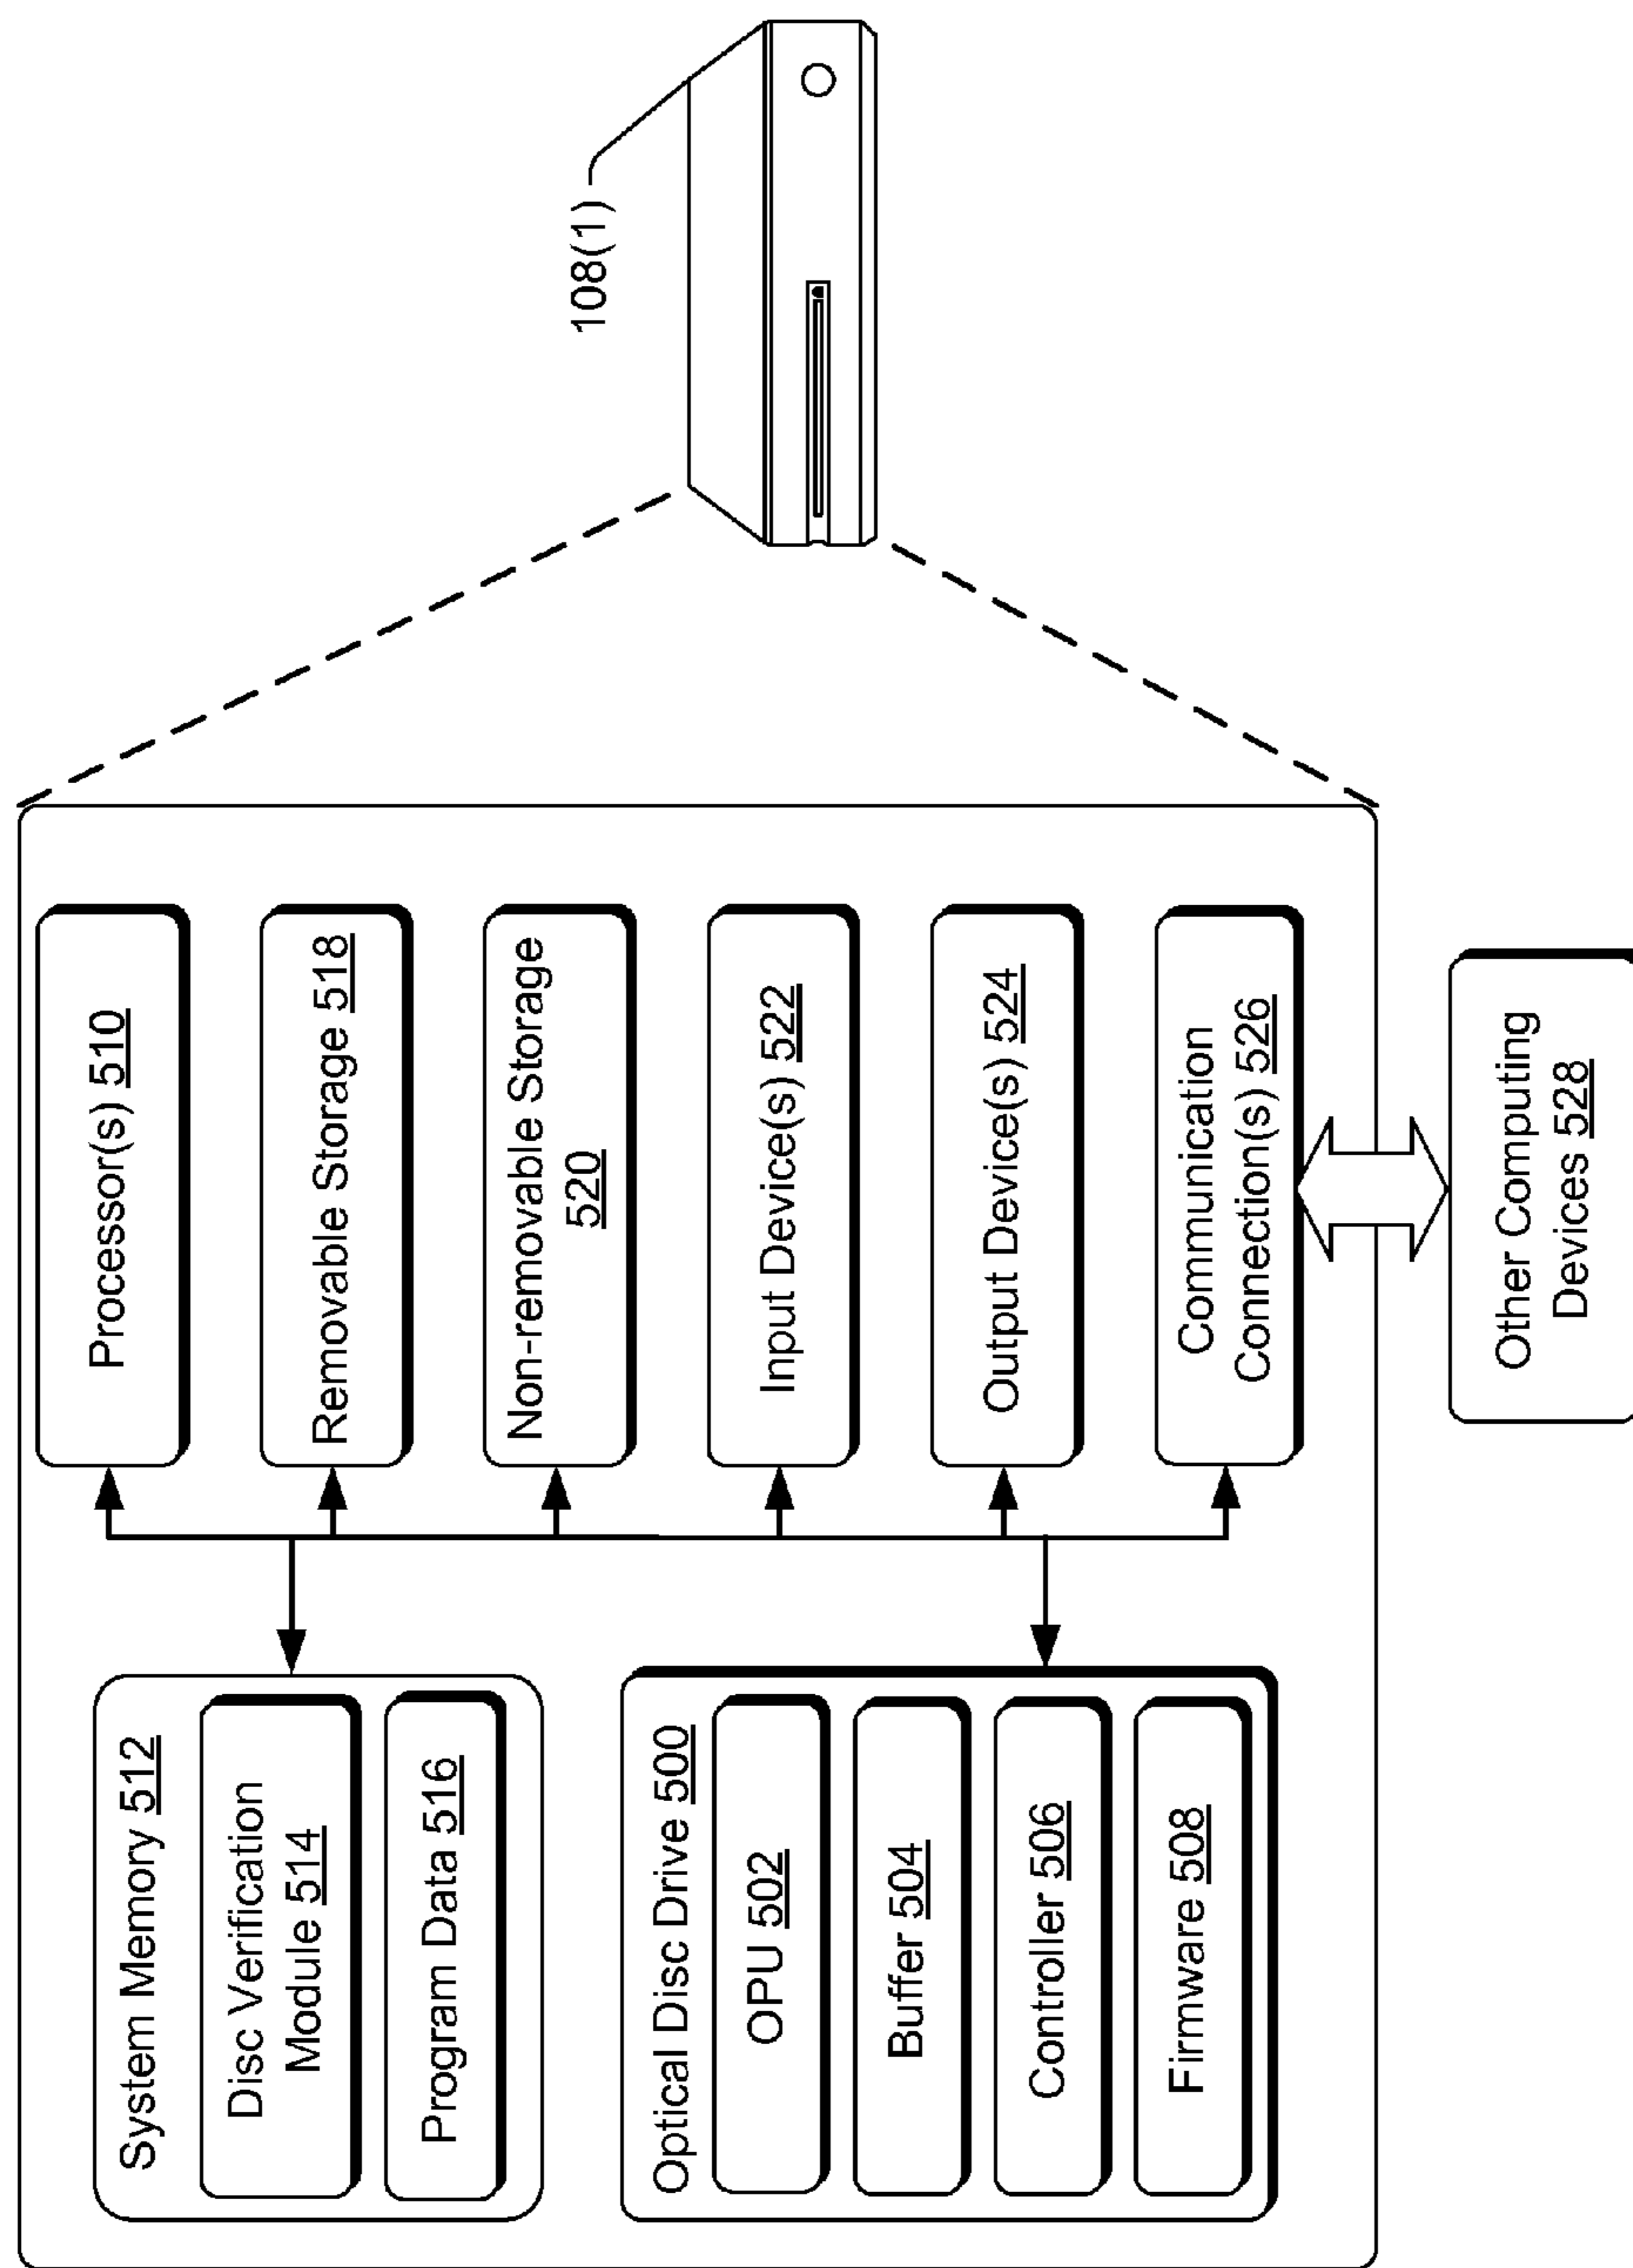 108(1)
System Memory 512
Disc Verification
Module 514
Program Data 516
Optical Disc Drive 500
OPU 502
Buffer 504
Controller 506
Firmware 508
Processor(s) 510
Removable Storage 518
Non-removable Storage
520
Input Device(s) 522
Output Device(s) 524
Communication
Connection(s) 526
Other Computing
Devices 528